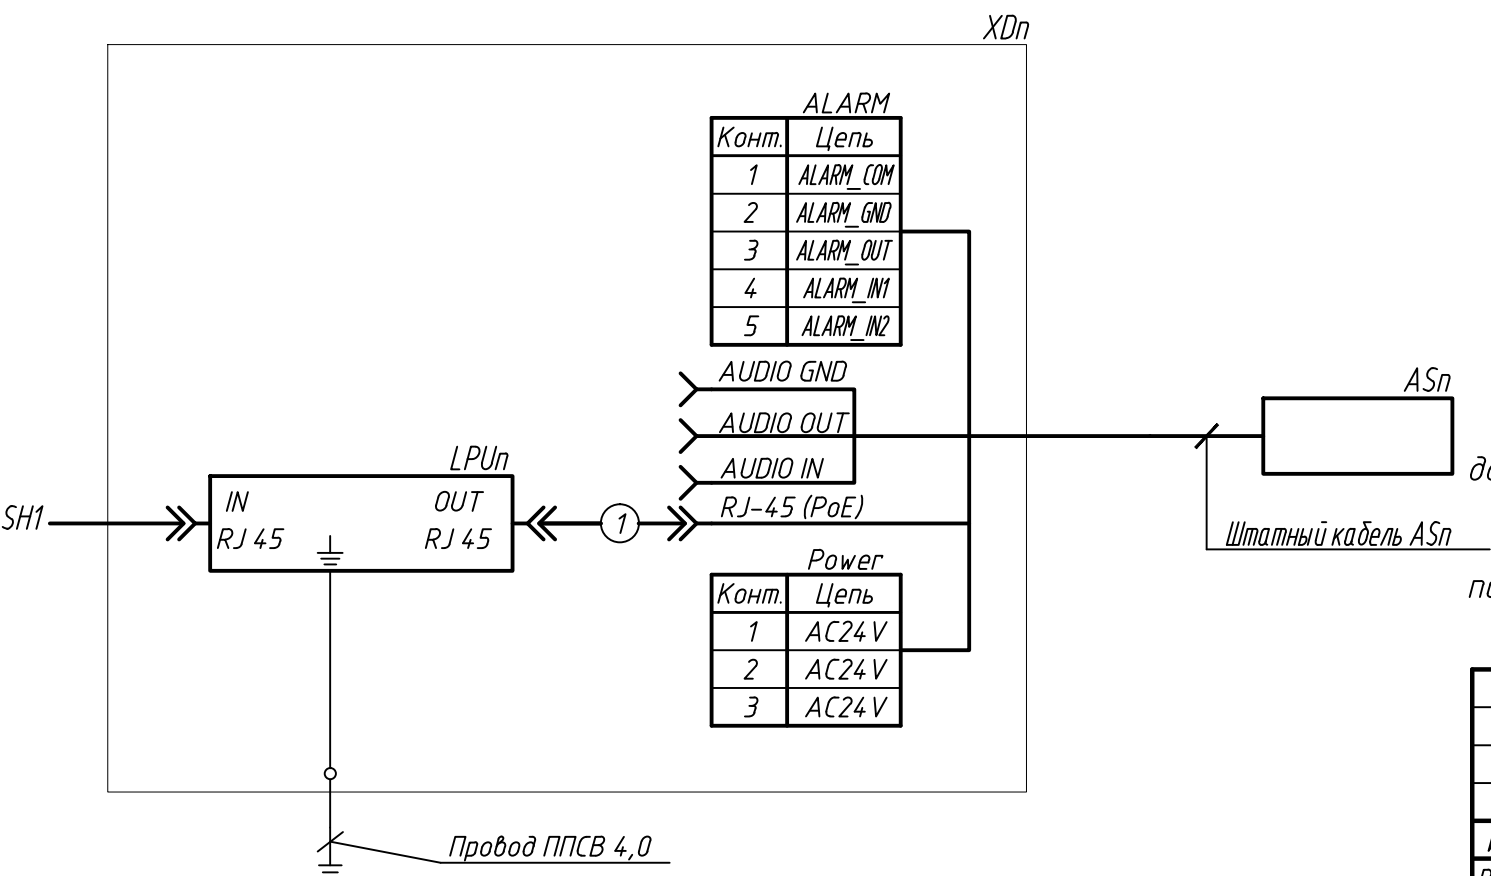 XDn
ALARM
Конт. Цепь
1 ALARM_COM
2 ALARM_GND
3 ALARM_OUT
4 ALARM_IN1
5 ALARM_IN2
AUDIO GND
AUDIO OUT
AUDIO IN
RJ-45 (PoE)
ASn
Штатный кабель ASn
LPUn
IN OUT
RJ 45 RJ 45
SH1
1
Power
Конт. Цепь
1 AC24V
2 AC24V
3 AC24V
Провод ППСВ 4,0